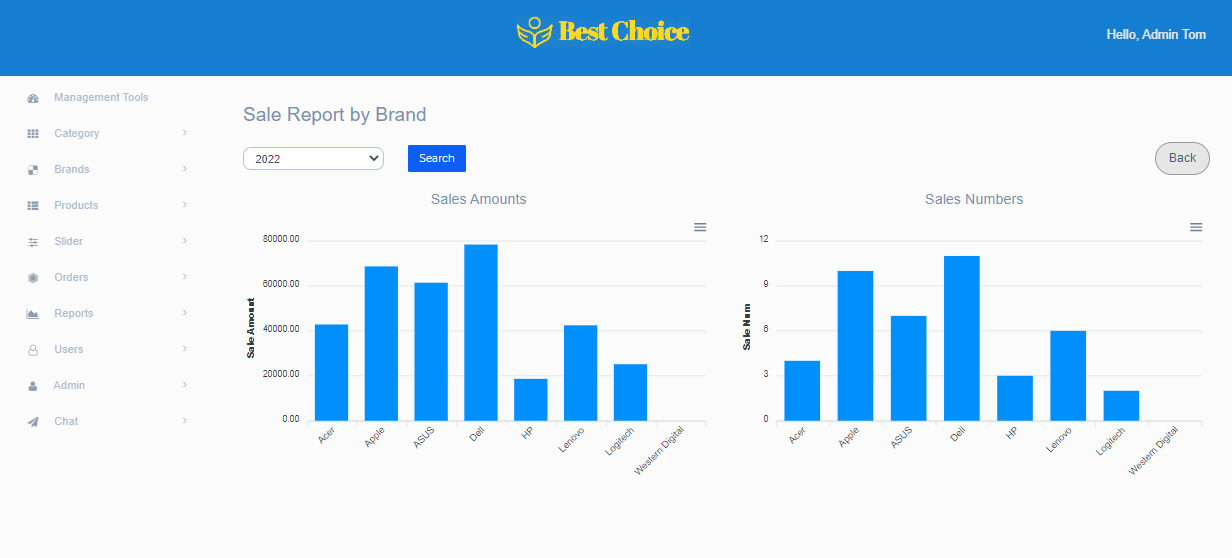 Best Choice
Hello, Admin Tom
Management Tools
Category
Brands
Products
Slider
Orders
Reports
Users
Admin
Chat
Sale Report by Brand
2022
Search
Back
Sales Amounts
80000.00
60000.00
40000.00
20000.00
0.00
Sale Amount
Acer
Apple
ASUS
Dell
HP
Lenovo
Logitech
Western Digital
Sales Numbers
12
9
6
3
0
Sale Num
Acer
Apple
ASUS
Dell
HP
Lenovo
Logitech
Western Digital